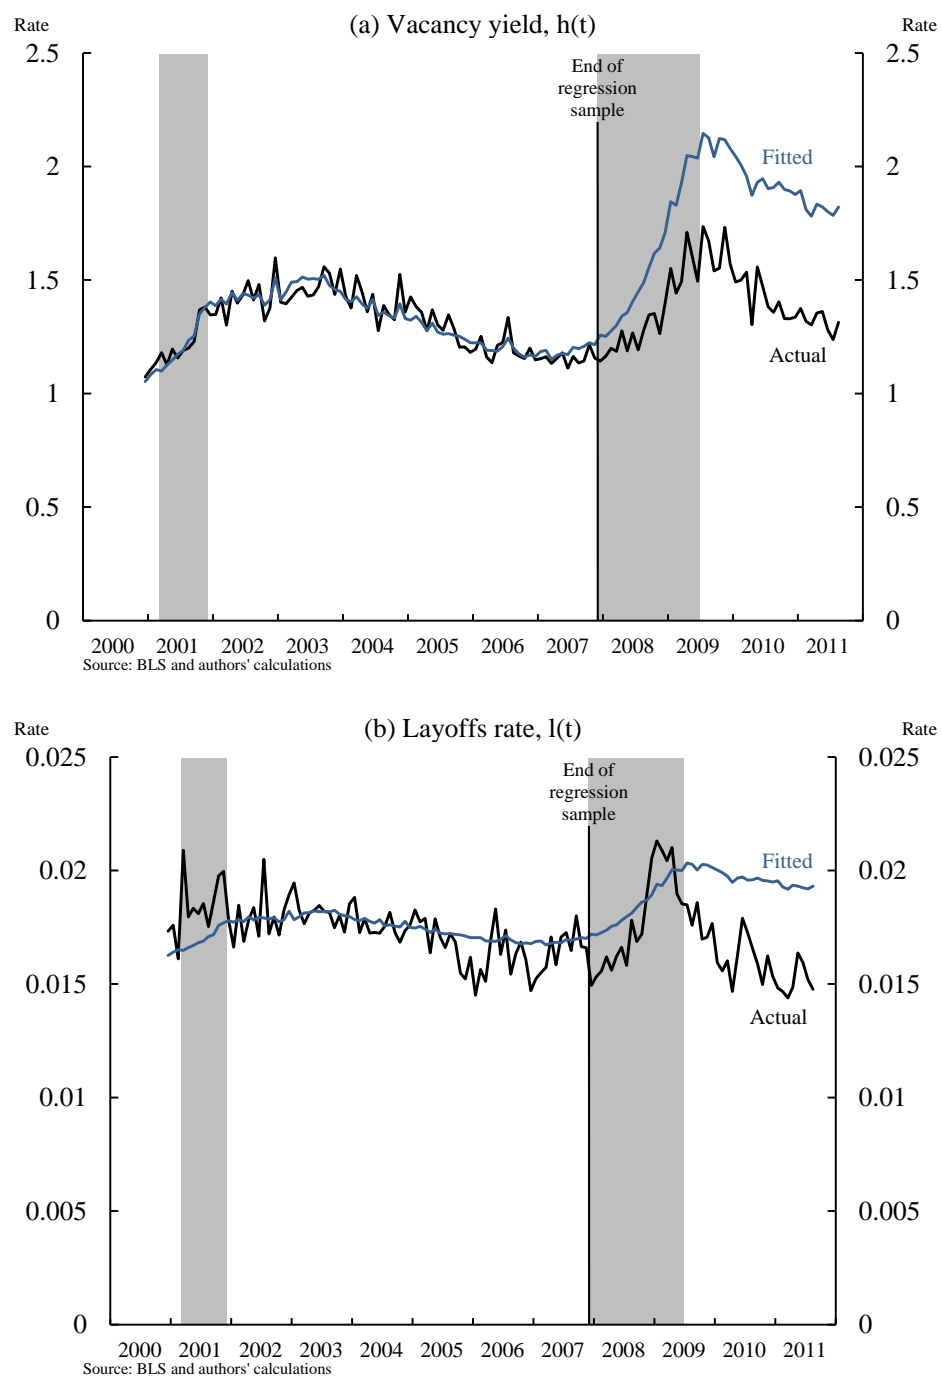 (a) Vacancy yield, h(t)
Rate Rate
2.5 2.5
End of
regression
sample
2 2
Fitted
1.5 1.5
Actual
1 1
0.5 0.5
0 0
2000 2001 2002 2003 2004 2005 2006 2007 2008 2009 2010 2011
Source: BLS and authors' calculations
(b) Layoffs rate, l(t)
Rate Rate
0.025 0.025
End of
regression
sample
0.02 0.02
Fitted
0.015 0.015
Actual
0.01 0.01
0.005 0.005
0 0
2000 2001 2002 2003 2004 2005 2006 2007 2008 2009 2010 2011
Source: BLS and authors' calculations